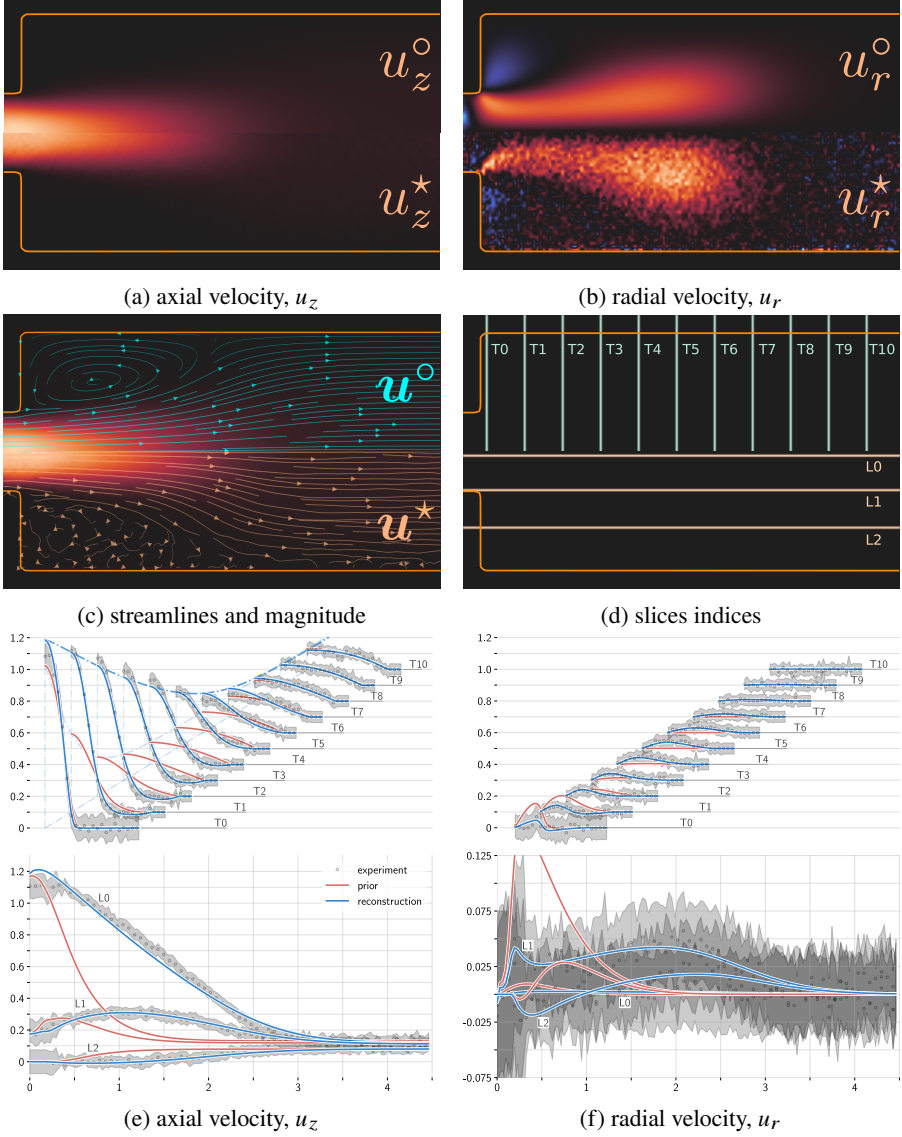 u_z^○
u_z^★
(a) axial velocity, u_z
u_r^○
u_r^★
(b) radial velocity, u_r
u^○
u^★
(c) streamlines and magnitude
T0 T1 T2 T3 T4 T5 T6 T7 T8 T9 T10
L0
L1
L2
(d) slices indices
1.2
1.0
0.8
0.6
0.4
0.2
0
T10
T9
T8
T7
T6
T5
T4
T3
T2
T1
T0
1.2
1.0
0.8
0.6
0.4
0.2
0
T10
T9
T8
T7
T6
T5
T4
T3
T2
T1
T0
1.6
1.4
1.2
1.0
0.8
0.6
0.4
0.2
0
experiment
prior
reconstruction
L0
L1
L2
0 1 2 3 4
(e) axial velocity, u_z
0.125
0.075
0.025
-0.025
-0.075
L1
L0
L2
0 1 2 3 4
(f) radial velocity, u_r